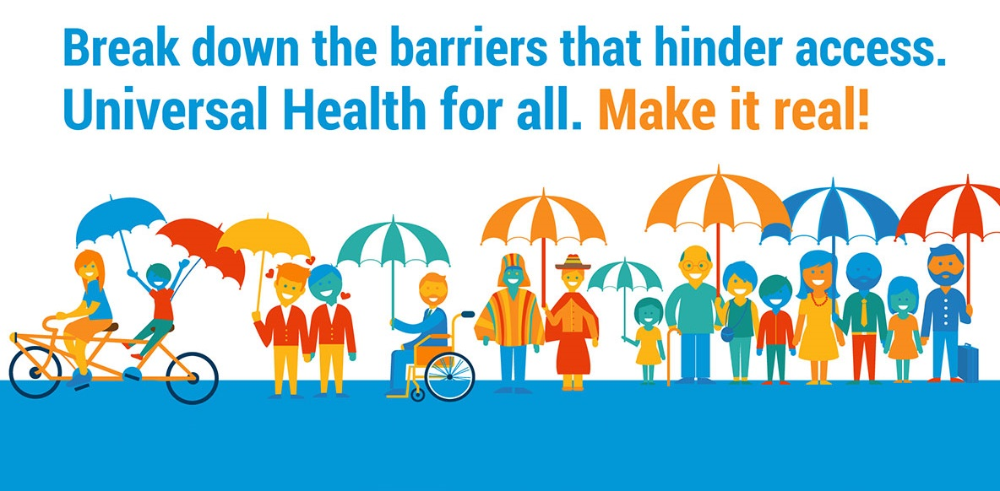 Break down the barriers that hinder access.
Universal Health for all. Make it real!